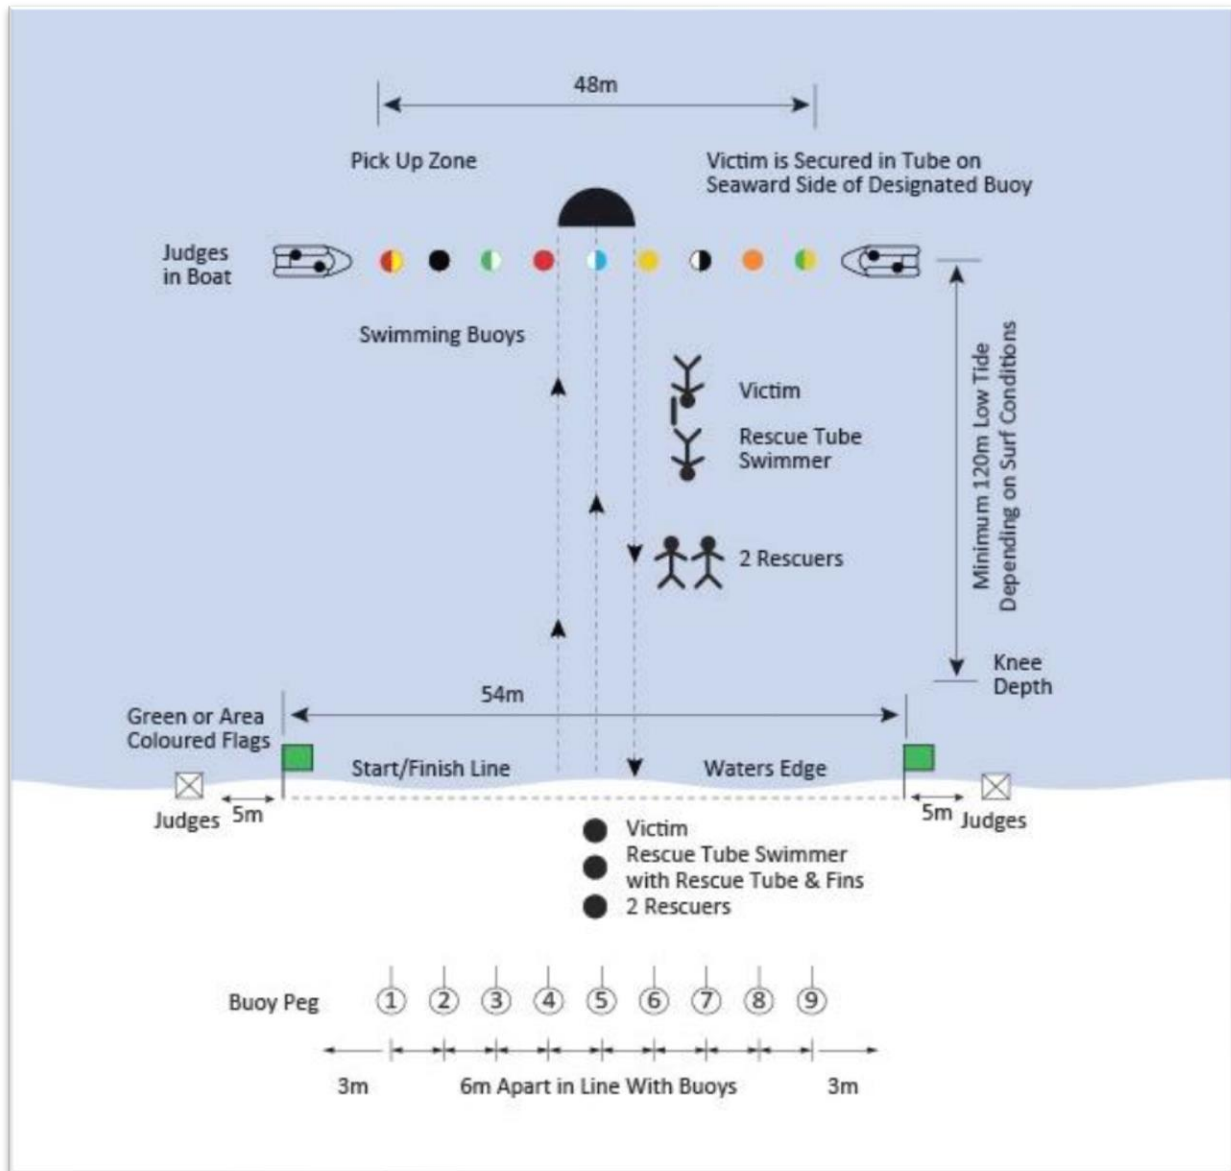 48m
Pick Up Zone
Victim is Secured in Tube on
Seaward Side of Designated Buoy
Judges
in Boat
Swimming Buoys
Victim
Rescue Tube
Swimmer
2 Rescuers
Minimum 120m Low Tide
Depending on Surf Conditions
Knee
Depth
54m
Green or Area
Coloured Flags
Start/Finish Line
Waters Edge
Judges
5m
5m
Judges
Victim
Rescue Tube Swimmer
with Rescue Tube & Fins
2 Rescuers
Buoy Peg
1 2 3 4 5 6 7 8 9
3m
6m Apart in Line With Buoys
3m